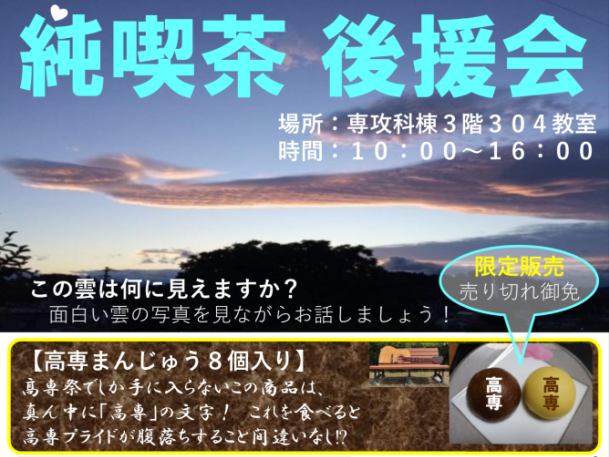 純喫茶 後援会
場所：専攻科棟３階３０４教室
時間：１０：００～１６：００
この雲は何に見えますか？
面白い雲の写真を見ながらお話しましょう！
限定販売
売り切れ御免
【高専まんじゅう８個入り】
高専祭でしか手に入らないこの商品は、
真ん中に「高専」の文字！　これを食べると
高専プライドが腹落ちすること間違いなし!?
高専
高専